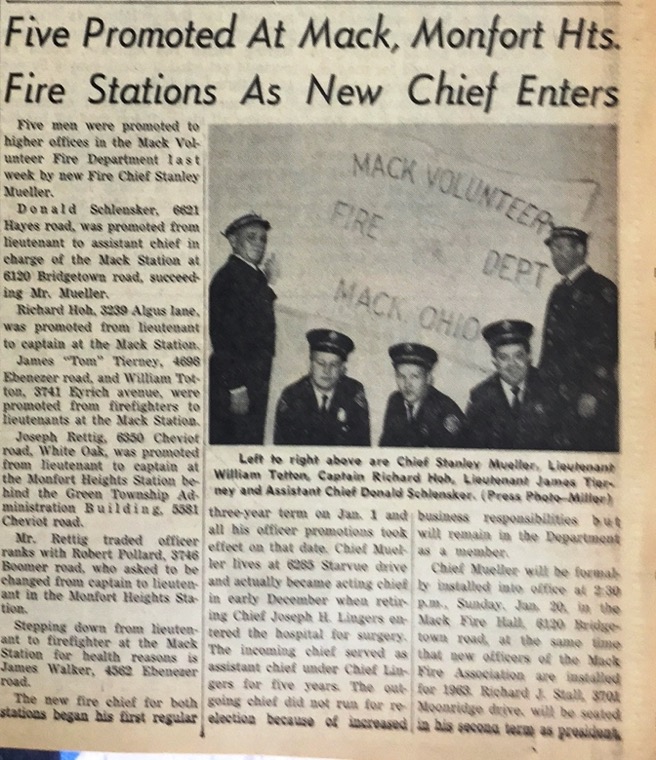 Five Promoted At Mack, Monfort Hts.
Fire Stations As New Chief Enters
Five men were promoted to
higher offices in the Mack Vol-
unteer Fire Department last
week by new Fire Chief Stanley
Mueller.
Donald Schlensker, 6621
Hayes road, was promoted from
lieutenant to assistant chief in
charge of the Mack Station at
6120 Bridgetown road, succeed-
ing Mr. Mueller.
Richard Hoh, 3239 Algus lane,
was promoted from lieutenant
to captain at the Mack Station.
James "Tom" Tierney, 4698
Ebenezer road, and William Tot-
ton, 3741 Eyrich avenue, were
promoted from firefighters to
lieutenants at the Mack Station.
Joseph Rettig, 6350 Cheviot
road, White Oak, was promoted
from lieutenant to captain at
the Monfort Heights Station be-
hind the Green Township Ad-
ministration Building, 5581
Cheviot road.
Mr. Rettig traded officer
ranks with Robert Pollard, 3746
Boomer road, who asked to be
changed from captain to lieuten-
ant in the Monfort Heights Sta-
tion.
Stepping down from lieuten-
ant to firefighter at the Mack
Station for health reasons is
James Walker, 4562 Ebenezer
road.
The new fire chief for both
stations began his first regular
MACK VOLUNTEER
FIRE DEPT
MACK, OHIO
Left to right above are Chief Stanley Mueller, Lieutenant
William Totton, Captain Richard Hoh, Lieutenant James Tier-
ney and Assistant Chief Donald Schlensker. (Press Photo-Miller)
three-year term on Jan. 1 and
all his officer promotions took
effect on that date. Chief Muel-
ler lives at 6285 Starvue drive
and actually became acting chief
in early December when retir-
ing Chief Joseph H. Lingers en-
tered the hospital for surgery.
The incoming chief served as
assistant chief under Chief Lin-
gers for five years. The out-
going chief did not run for re-
election because of increased
business responsibilities but
will remain in the Department
as a member.
Chief Mueller will be formal-
ly installed into office at 2:30
p.m., Sunday, Jan. 20, in the
Mack Fire Hall, 6120 Bridge-
town road, at the same time
that new officers of the Mack
Fire Association are installed
for 1963. Richard J. Stall, 3701
Moonridge drive, will be seated
in his second term as president.